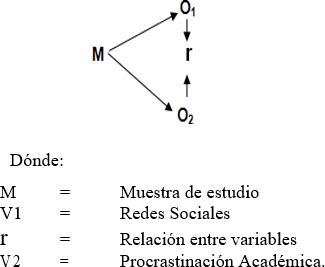 O1
M r
O2
Dónde:
M = Muestra de estudio
V1 = Redes Sociales
r = Relación entre variables
V2 = Procrastinación Académica.